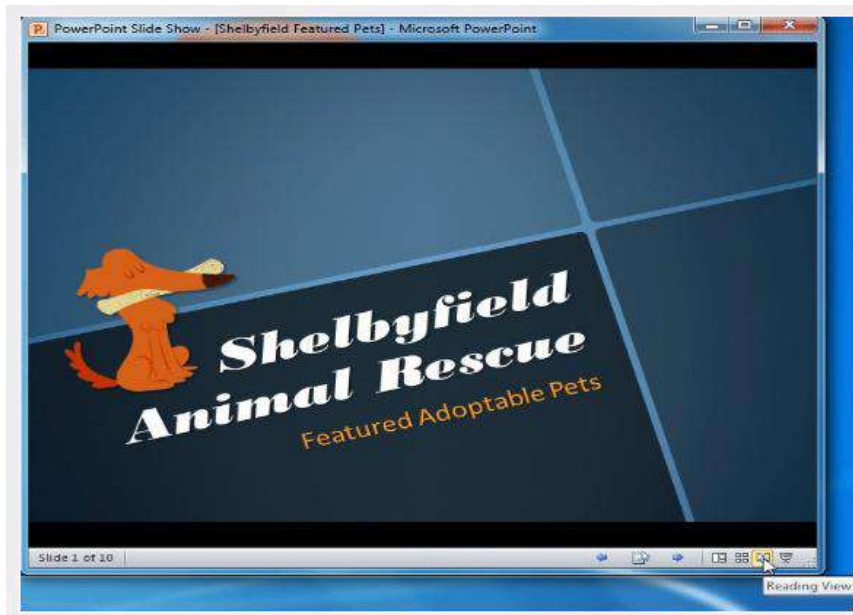 PowerPoint Slide Show - [Shelbyfield Featured Pets] - Microsoft PowerPoint
Shelbyfield
Animal Rescue
Featured Adoptable Pets
Slide 1 of 10
Reading View